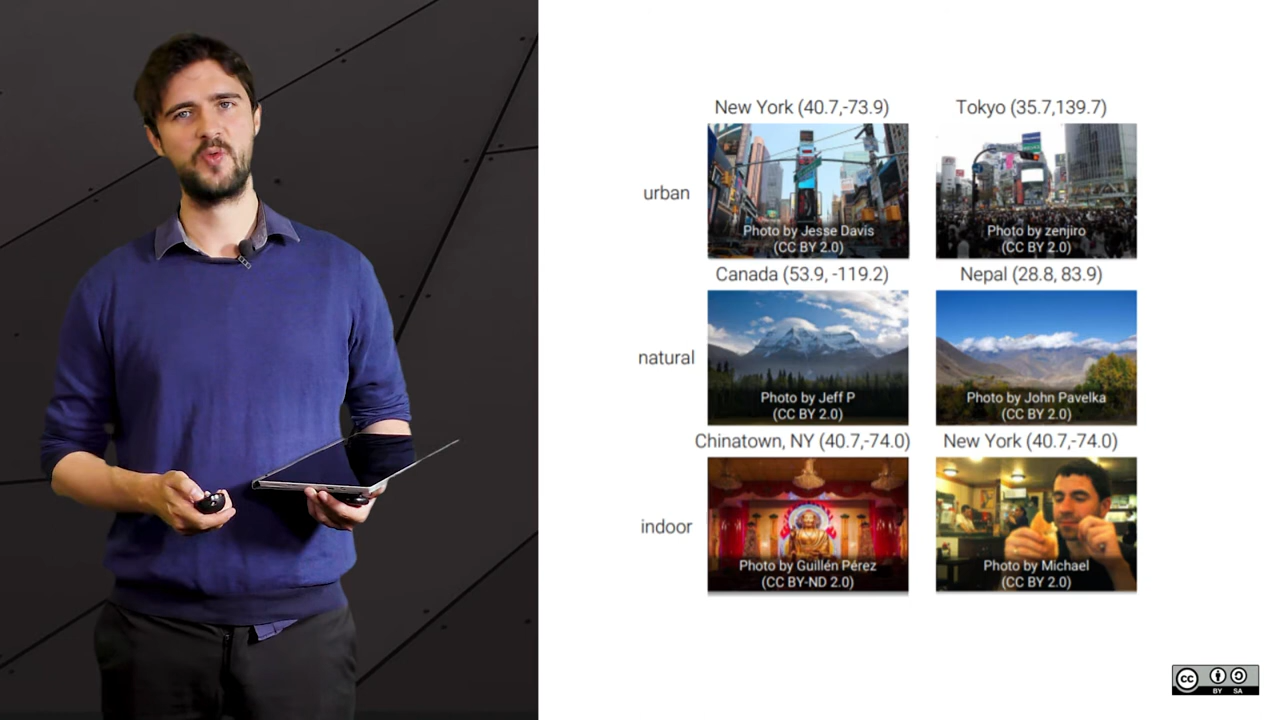 New York (40.7,-73.9)
Tokyo (35.7,139.7)
urban
Photo by Jesse Davis
(CC BY 2.0)
Photo by zenjiro
(CC BY 2.0)
Canada (53.9, -119.2)
Nepal (28.8, 83.9)
natural
Photo by Jeff P
(CC BY 2.0)
Photo by John Pavelka
(CC BY 2.0)
Chinatown, NY (40.7,-74.0)
New York (40.7,-74.0)
indoor
Photo by Guillén Pérez
(CC BY-ND 2.0)
Photo by Michael
(CC BY 2.0)
cc
BY SA